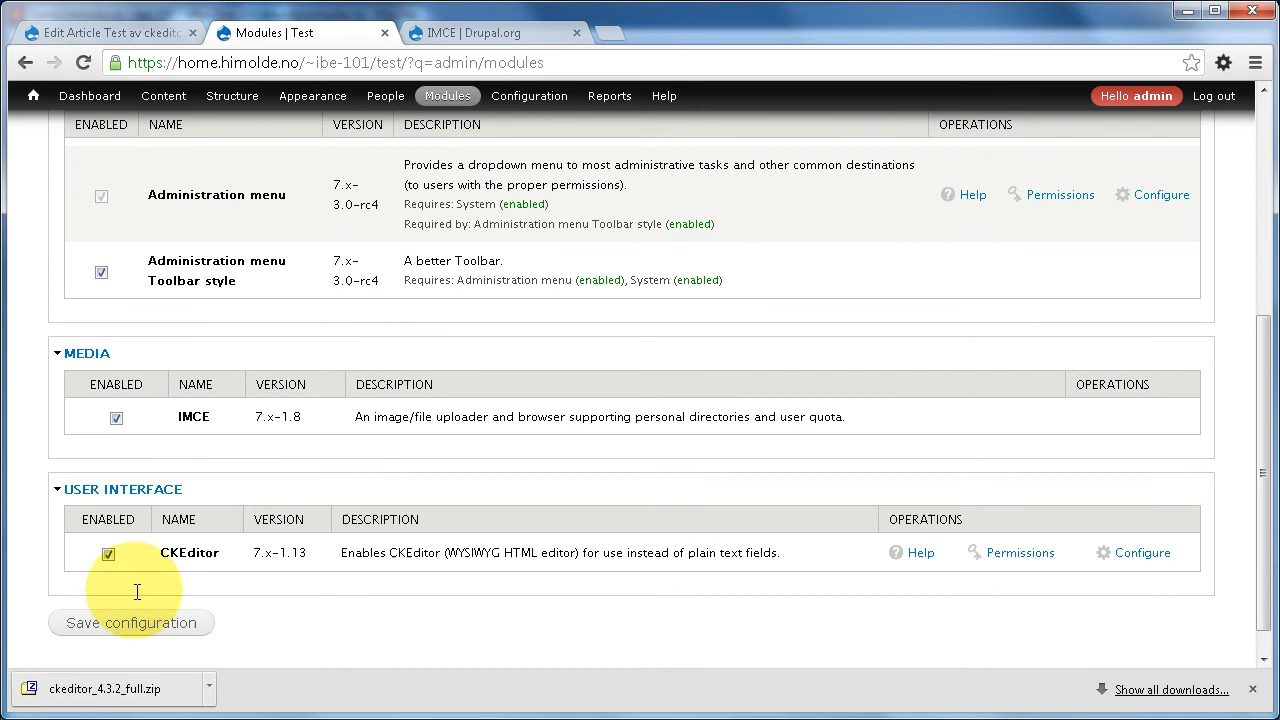 Edit Article Test av ckedito
Modules | Test
IMCE | Drupal.org
https://home.himolde.no/~ibe-101/test/?q=admin/modules
Dashboard Content Structure Appearance People Modules Configuration Reports Help Hello admin Log out
ENABLED NAME VERSION DESCRIPTION OPERATIONS
Administration menu
7.x-
3.0-rc4
Provides a dropdown menu to most administrative tasks and other common destinations
(to users with the proper permissions).
Requires: System (enabled)
Required by: Administration menu Toolbar style (enabled)
Help Permissions Configure
Administration menu
Toolbar style
7.x-
3.0-rc4
A better Toolbar.
Requires: Administration menu (enabled), System (enabled)
MEDIA
ENABLED NAME VERSION DESCRIPTION OPERATIONS
IMCE 7.x-1.8 An image/file uploader and browser supporting personal directories and user quota.
USER INTERFACE
ENABLED NAME VERSION DESCRIPTION OPERATIONS
CKEditor 7.x-1.13 Enables CKEditor (WYSIWYG HTML editor) for use instead of plain text fields. Help Permissions Configure
Save configuration
ckeditor_4.3.2_full.zip
Show all downloads...